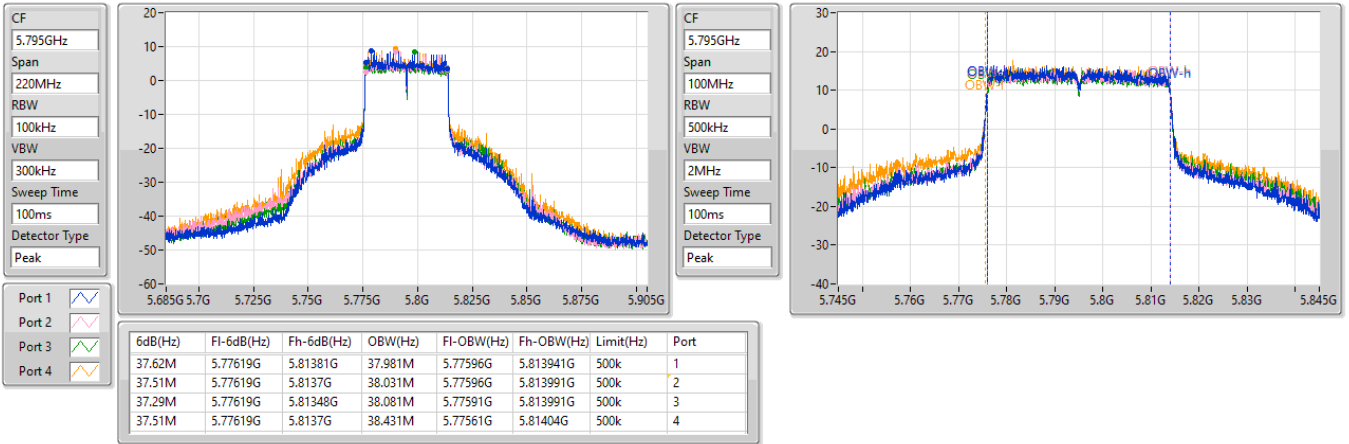 CF
5.795GHz
Span
220MHz
RBW
100kHz
VBW
300kHz
Sweep Time
100ms
Detector Type
Peak
20
10
0
-10
-20
-30
-40
-50
-60
5.685G 5.7G 5.725G 5.75G 5.775G 5.8G 5.825G 5.85G 5.875G 5.905G
CF
5.795GHz
Span
100MHz
RBW
500kHz
VBW
2MHz
Sweep Time
100ms
Detector Type
Peak
30
20
10
0
-10
-20
-30
-40
OBW-h
5.745G 5.76G 5.77G 5.78G 5.79G 5.8G 5.81G 5.82G 5.83G 5.845G
Port 1
Port 2
Port 3
Port 4
6dB(Hz) Fl-6dB(Hz) Fh-6dB(Hz) OBW(Hz) Fl-OBW(Hz) Fh-OBW(Hz) Limit(Hz) Port
37.62M 5.77619G 5.81381G 37.981M 5.77596G 5.813941G 500k 1
37.51M 5.77619G 5.8137G 38.031M 5.77596G 5.813991G 500k 2
37.29M 5.77619G 5.81348G 38.081M 5.77591G 5.813991G 500k 3
37.51M 5.77619G 5.8137G 38.431M 5.77561G 5.81404G 500k 4